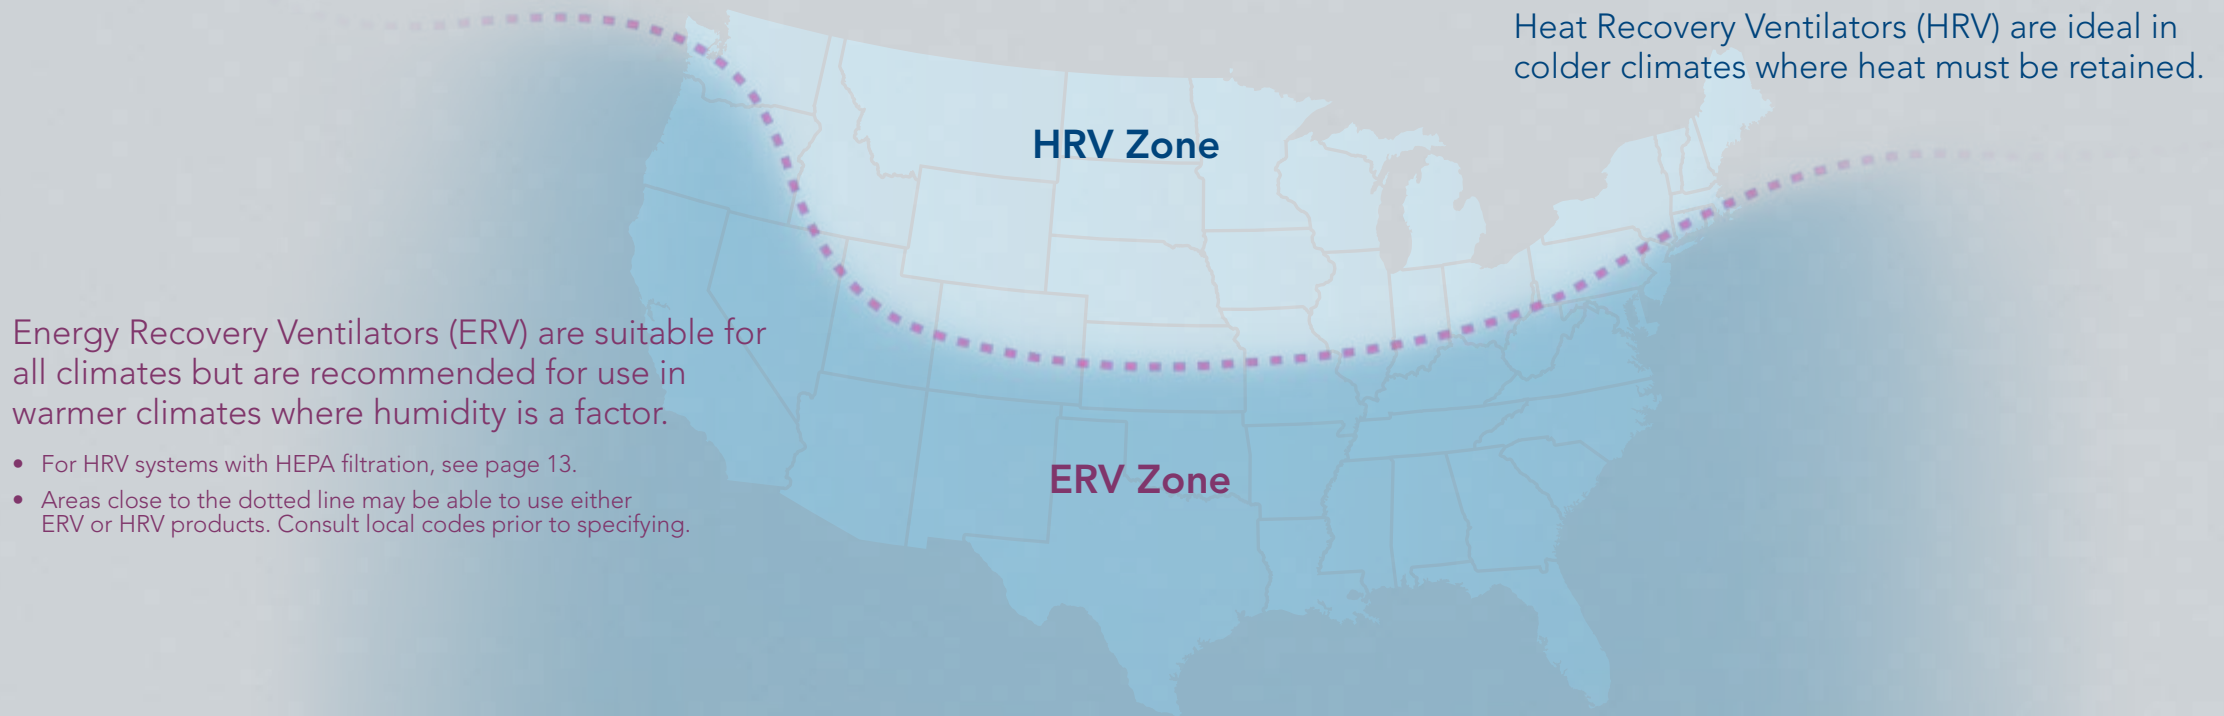 Heat Recovery Ventilators (HRV) are ideal in
colder climates where heat must be retained.
HRV Zone
Energy Recovery Ventilators (ERV) are suitable for
all climates but are recommended for use in
warmer climates where humidity is a factor.
• For HRV systems with HEPA filtration, see page 13.
• Areas close to the dotted line may be able to use either
ERV or HRV products. Consult local codes prior to specifying.
ERV Zone